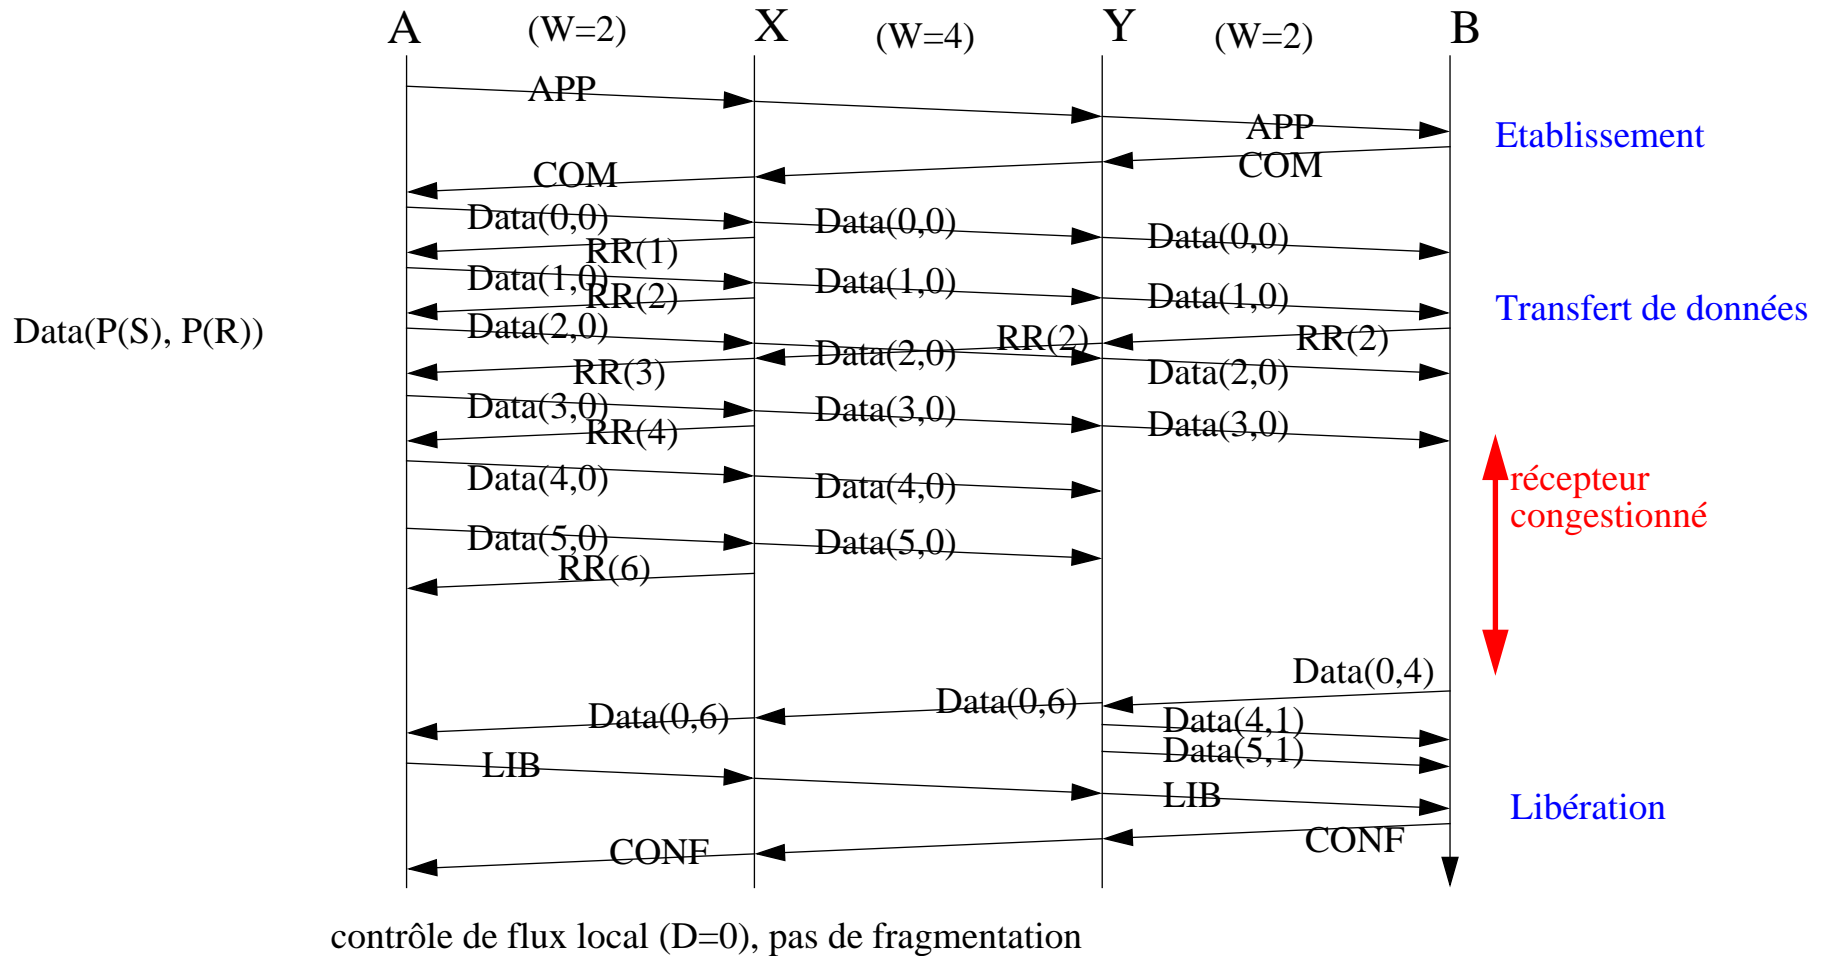 A (W=2) X (W=4) Y (W=2) B
APP
APP
Etablissement
COM
COM
Data(0,0) Data(0,0) Data(0,0)
RR(1)
Data(1,0) Data(1,0) Data(1,0)
RR(2)
Transfert de données
Data(P(S), P(R))
Data(2,0) RR(2) RR(2)
Data(2,0)
RR(3) Data(2,0)
Data(3,0) Data(3,0) Data(3,0)
RR(4)
récepteur
Data(4,0) Data(4,0)
congestionné
Data(5,0) Data(5,0)
RR(6)
Data(0,4)
Data(0,6) Data(0,6)
Data(4,1)
Data(5,1)
LIB
LIB
Libération
CONF
CONF
contrôle de flux local (D=0), pas de fragmentation